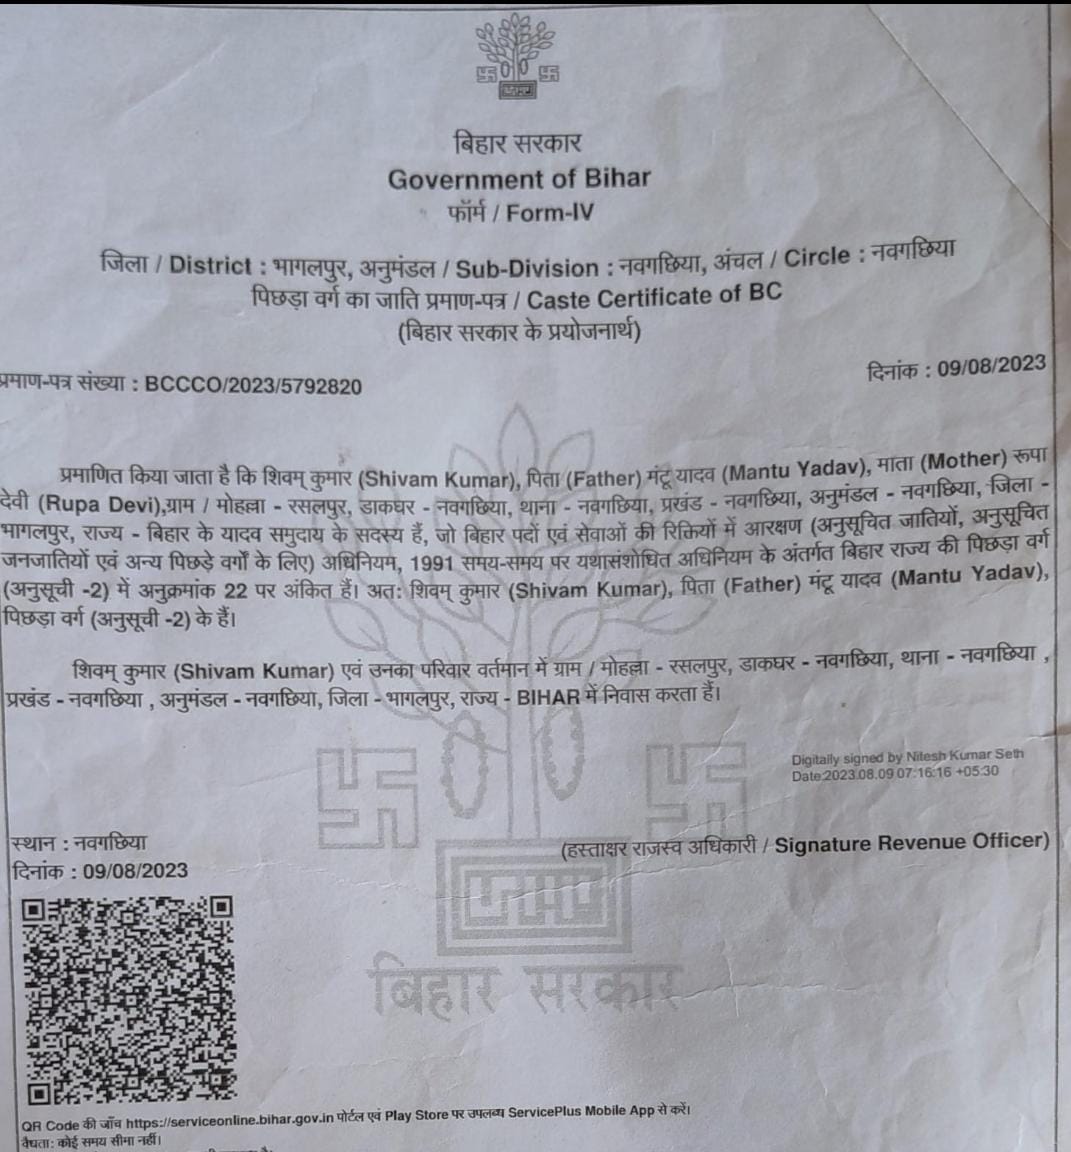 बिहार सरकार
Government of Bihar
फॉर्म / Form-IV
जिला / District : भागलपुर, अनुमंडल / Sub-Division : नवगछिया, अंचल / Circle : नवगछिया
पिछड़ा वर्ग का जाति प्रमाण-पत्र / Caste Certificate of BC
(बिहार सरकार के प्रयोजनार्थ)
प्रमाण-पत्र संख्या : BCCCO/2023/5792820
दिनांक : 09/08/2023
प्रमाणित किया जाता है कि शिवम् कुमार (Shivam Kumar), पिता (Father) मंटू यादव (Mantu Yadav), माता (Mother) रूपा
देवी (Rupa Devi),ग्राम / मोहल्ला - रसलपुर, डाकघर - नवगछिया, थाना - नवगछिया, प्रखंड - नवगछिया, अनुमंडल - नवगछिया, जिला -
भागलपुर, राज्य - बिहार के यादव समुदाय के सदस्य हैं, जो बिहार पदों एवं सेवाओं की रिक्तियों में आरक्षण (अनुसूचित जातियों, अनुसूचित
जनजातियों एवं अन्य पिछड़े वर्गों के लिए) अधिनियम, 1991 समय-समय पर यथासंशोधित अधिनियम के अंतर्गत बिहार राज्य की पिछड़ा वर्ग
(अनुसूची -2) में अनुक्रमांक 22 पर अंकित हैं। अतः शिवम् कुमार (Shivam Kumar), पिता (Father) मंटू यादव (Mantu Yadav),
पिछड़ा वर्ग (अनुसूची -2) के हैं।
शिवम् कुमार (Shivam Kumar) एवं उनका परिवार वर्तमान में ग्राम / मोहल्ला - रसलपुर, डाकघर - नवगछिया, थाना - नवगछिया ,
प्रखंड - नवगछिया , अनुमंडल - नवगछिया, जिला - भागलपुर, राज्य - BIHAR में निवास करता हैं।
Digitally signed by Nitesh Kumar Seth
Date:2023.08.09 07:16:16 +05:30
स्थान : नवगछिया
(हस्ताक्षर राजस्व अधिकारी / Signature Revenue Officer)
दिनांक : 09/08/2023
बिहार सरकार
QR Code की जाँच https://serviceonline.bihar.gov.in पोर्टल एवं Play Store पर उपलब्ध ServicePlus Mobile App से करें।
वैधता: कोई समय सीमा नहीं।